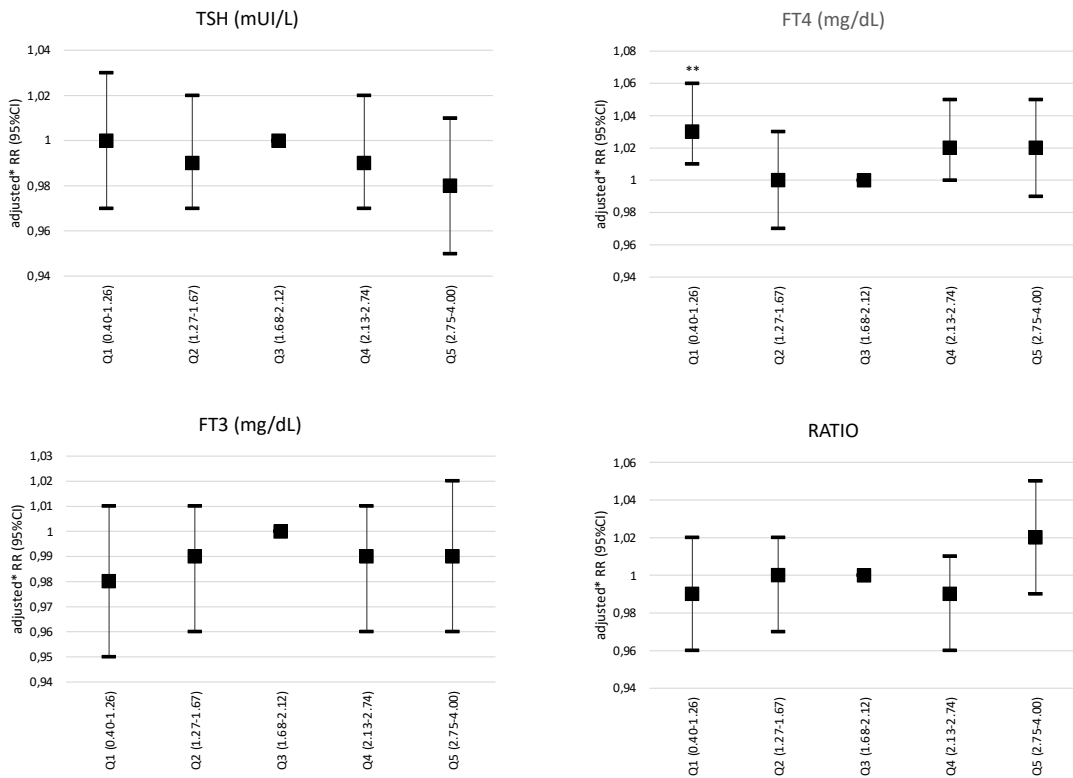 TSH (mUI/L)
adjusted* RR (95%CI)
1,04
1,02
1
0,98
0,96
0,94
Q1 (0.40-1.26)
Q2 (1.27-1.67)
Q3 (1.68-2.12)
Q4 (2.13-2.74)
Q5 (2.75-4.00)
FT4 (mg/dL)
adjusted* RR (95%CI)
1,08
1,06
1,04
1,02
1
0,98
0,96
0,94
**
Q1 (0.40-1.26)
Q2 (1.27-1.67)
Q3 (1.68-2.12)
Q4 (2.13-2.74)
Q5 (2.75-4.00)
FT3 (mg/dL)
adjusted* RR (95%CI)
1,03
1,02
1,01
1
0,99
0,98
0,97
0,96
0,95
0,94
Q1 (0.40-1.26)
Q2 (1.27-1.67)
Q3 (1.68-2.12)
Q4 (2.13-2.74)
Q5 (2.75-4.00)
RATIO
adjusted* RR (95%CI)
1,06
1,04
1,02
1
0,98
0,96
0,94
Q1 (0.40-1.26)
Q2 (1.27-1.67)
Q3 (1.68-2.12)
Q4 (2.13-2.74)
Q5 (2.75-4.00)